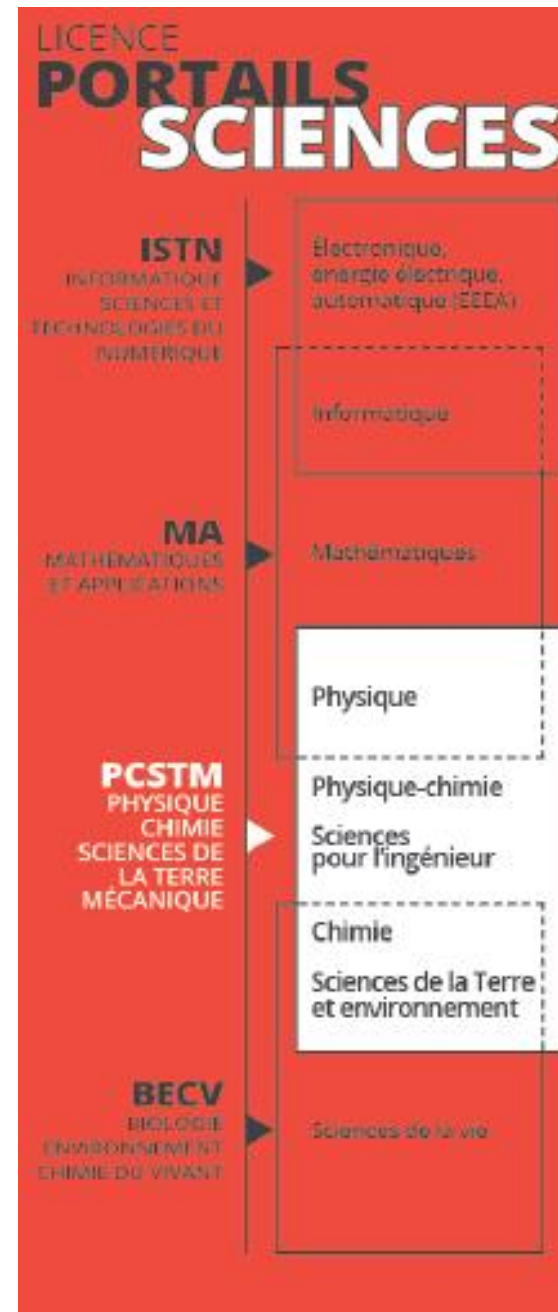 LICENCE
PORTAILS
SCIENCES
ISTN
INFORMATIQUE
SCIENCES ET
TECHNOLOGIES DU
NUMÉRIQUE
Électronique,
énergie électrique,
automatique (EEEA)
Informatique
MA
MATHÉMATIQUES
ET APPLICATIONS
Mathématiques
Physique
PCSTM
PHYSIQUE
CHIMIE
SCIENCES DE
LA TERRE
MÉCANIQUE
Physique-chimie
Sciences
pour l'ingénieur
Chimie
Sciences de la Terre
et environnement
BECV
BIOLOGIE
ENVIRONNEMENT
CHIMIE DU VIVANT
Sciences de la vie